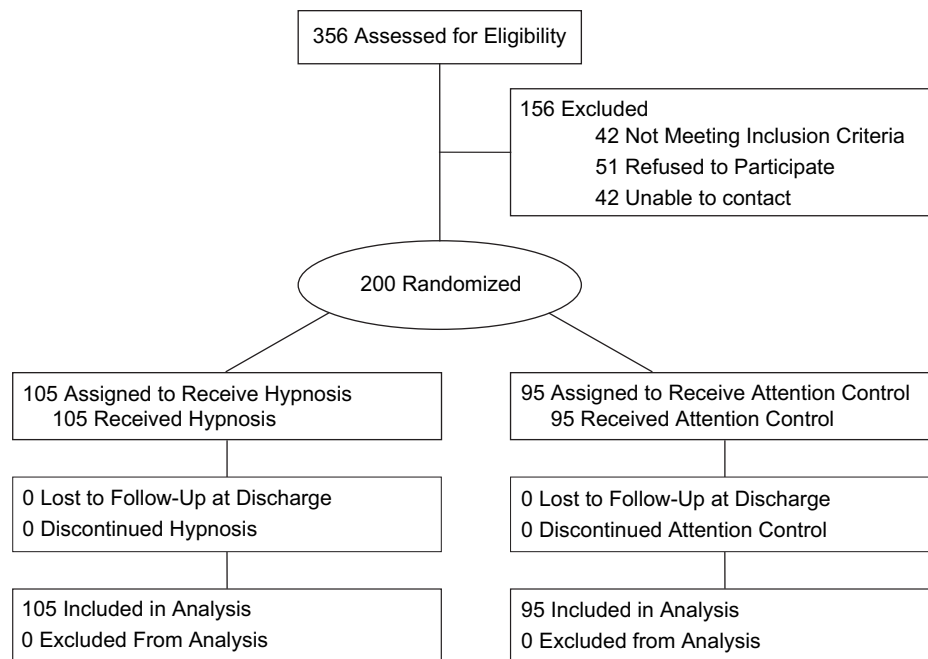 356 Assessed for Eligibility
156 Excluded
42 Not Meeting Inclusion Criteria
51 Refused to Participate
42 Unable to contact
200 Randomized
105 Assigned to Receive Hypnosis
105 Received Hypnosis
95 Assigned to Receive Attention Control
95 Received Attention Control
0 Lost to Follow-Up at Discharge
0 Discontinued Hypnosis
0 Lost to Follow-Up at Discharge
0 Discontinued Attention Control
105 Included in Analysis
0 Excluded From Analysis
95 Included in Analysis
0 Excluded from Analysis